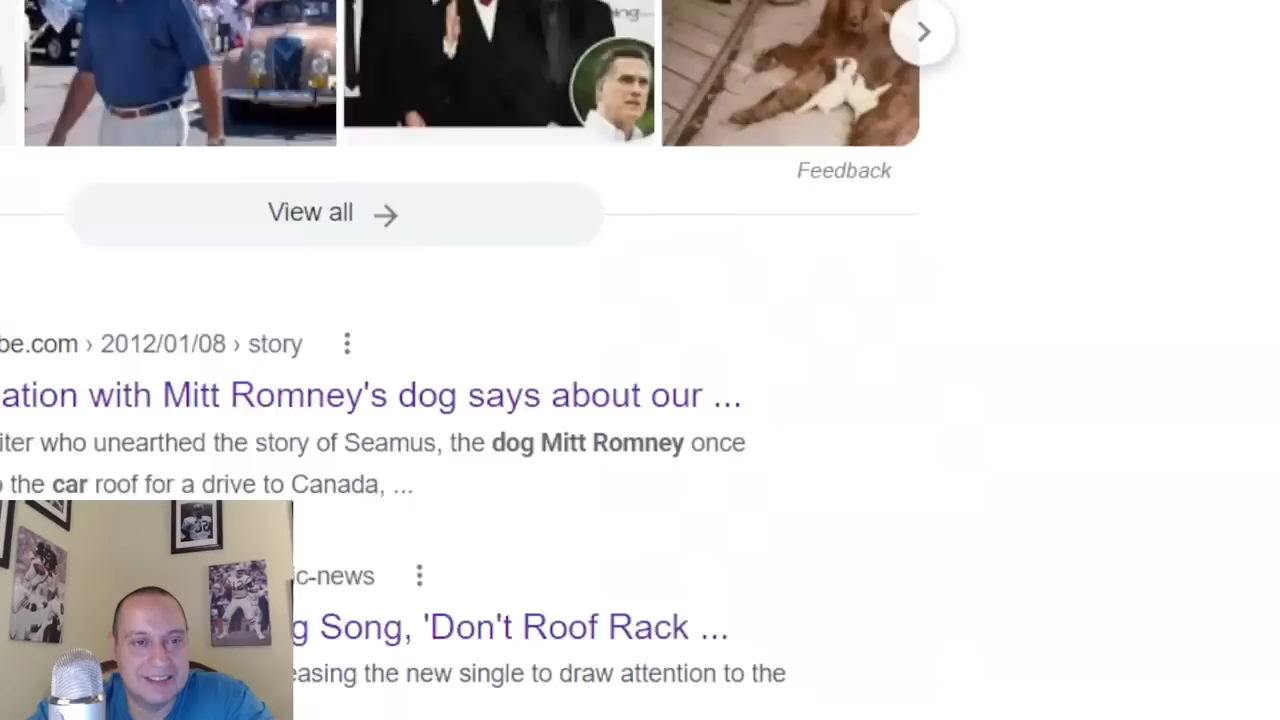 ing
Feedback
View all →
be.com › 2012/01/08 › story
ation with Mitt Romney's dog says about our ...
iter who unearthed the story of Seamus, the dog Mitt Romney once
the car roof for a drive to Canada, ...
ic-news
g Song, 'Don't Roof Rack ...
easing the new single to draw attention to the